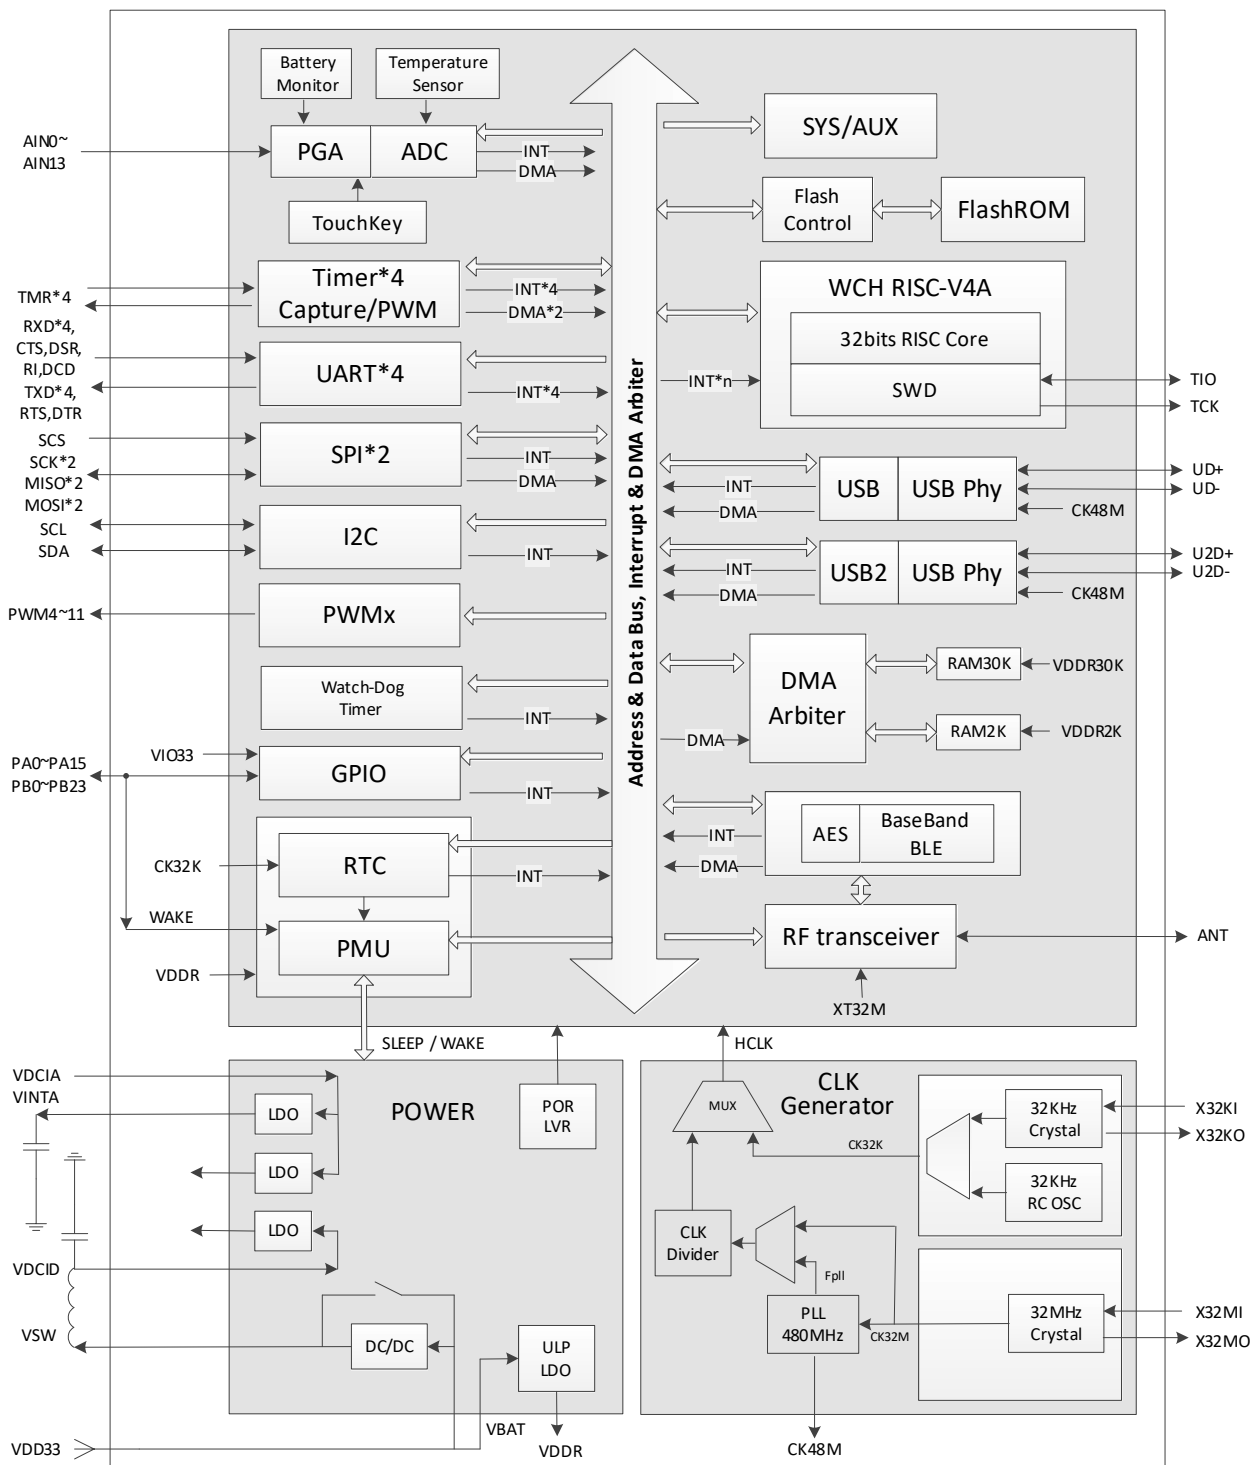 Battery
Monitor
Temperature
Sensor
AIN0~
AIN13
PGA
ADC
INT
DMA
TouchKey
SYS/AUX
Flash
Control
FlashROM
TMR*4
Timer*4
Capture/PWM
INT*4
DMA*2
WCH RISC-V4A
32bits RISC Core
SWD
INT*n
TIO
TCK
RXD*4,
CTS,DSR,
RI,DCD
TXD*4,
RTS,DTR
UART*4
INT*4
SCS
SCK*2
MISO*2
MOSI*2
SPI*2
INT
DMA
INT
DMA
USB
USB Phy
UD+
UD-
CK48M
SCL
SDA
I2C
INT
INT
DMA
USB2
USB Phy
U2D+
U2D-
CK48M
PWM4~11
PWMx
Address & Data Bus, Interrupt & DMA Arbiter
Watch-Dog
Timer
INT
DMA
DMA
Arbiter
RAM30K
VDDR30K
RAM2K
VDDR2K
VIO33
PA0~PA15
PB0~PB23
GPIO
INT
INT
DMA
AES
BaseBand
BLE
CK32K
RTC
INT
WAKE
PMU
VDDR
RF transceiver
ANT
XT32M
SLEEP / WAKE
HCLK
VDCIA
VINTA
LDO
LDO
LDO
POWER
POR
LVR
VDCID
VSW
DC/DC
ULP
LDO
VBAT
VDDR
VDD33
CLK
Generator
MUX
CK32K
32KHz
Crystal
32KHz
RC OSC
X32KI
X32KO
CLK
Divider
Fpll
PLL
480MHz
CK32M
32MHz
Crystal
X32MI
X32MO
CK48M